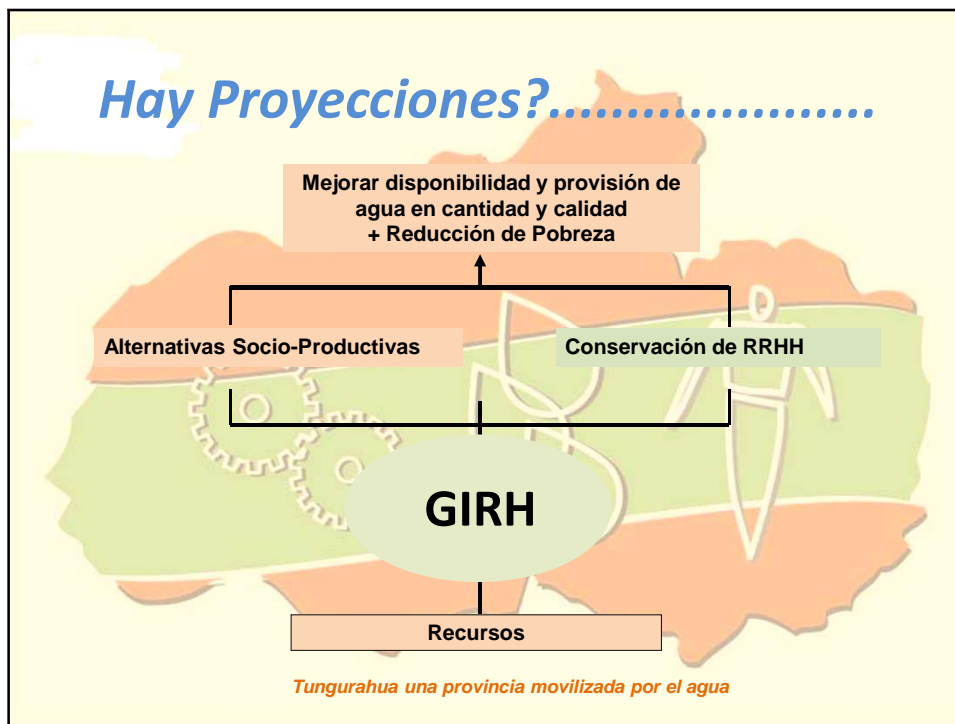 Hay Proyecciones?.....................
Mejorar disponibilidad y provisión de
agua en cantidad y calidad
+ Reducción de Pobreza
Alternativas Socio-Productivas
Conservación de RRHH
GIRH
Recursos
Tungurahua una provincia movilizada por el agua